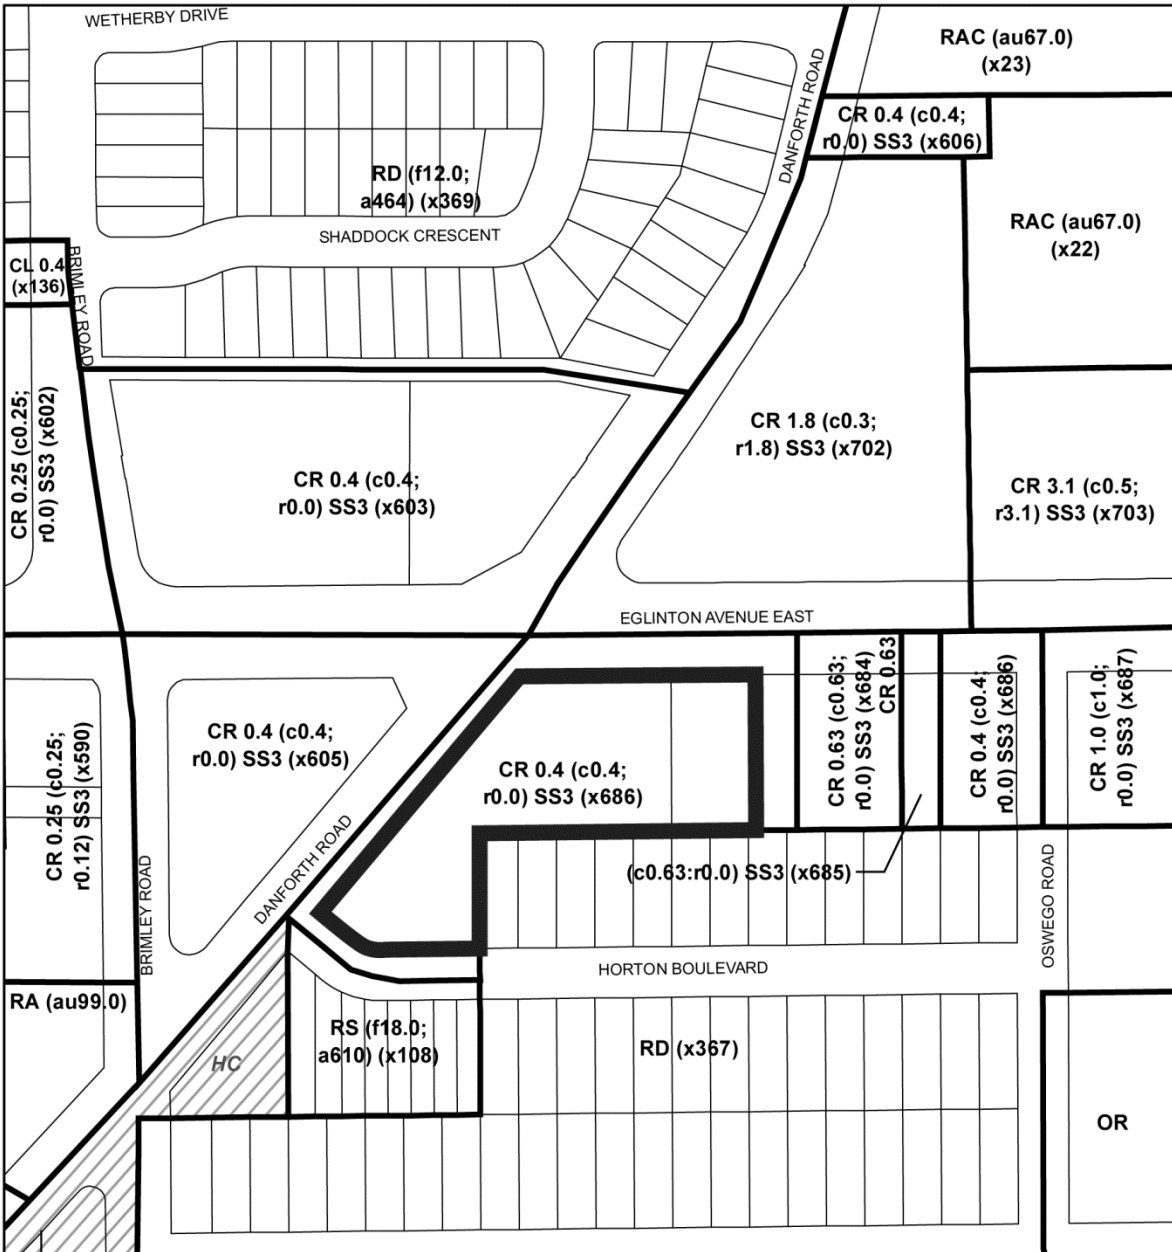 WETHERBY DRIVE
RAC (au67.0)
(x23)
DANFORTH ROAD
CR 0.4 (c0.4;
r0.0) SS3 (x606)
RD (f12.0;
a464) (x369)
SHADDOCK CRESCENT
RAC (au67.0)
(x22)
CL 0.4
(x136)
BRIMLEY ROAD
CR 0.25 (c0.25;
r0.0) SS3 (x602)
CR 0.4 (c0.4;
r0.0) SS3 (x603)
CR 1.8 (c0.3;
r1.8) SS3 (x702)
CR 3.1 (c0.5;
r3.1) SS3 (x703)
EGLINTON AVENUE EAST
CR 0.25 (c0.25;
r0.12) SS3 (x590)
CR 0.4 (c0.4;
r0.0) SS3 (x605)
CR 0.4 (c0.4;
r0.0) SS3 (x686)
CR 0.63 (c0.63;
r0.0) SS3 (x684)
CR 0.63
(c0.63:r0.0) SS3 (x685)
CR 0.4 (c0.4;
r0.0) SS3 (x686)
CR 1.0 (c1.0;
r0.0) SS3 (x687)
DANFORTH ROAD
BRIMLEY ROAD
OSWEGO ROAD
HORTON BOULEVARD
RA (au99.0)
HC
RS (f18.0;
a610) (x108)
RD (x367)
OR